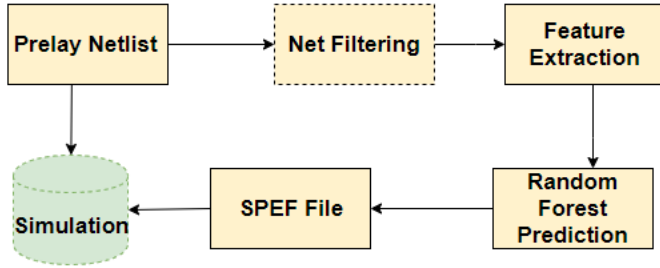 Prelay Netlist
Net Filtering
Feature
Extraction
Simulation
SPEF File
Random
Forest
Prediction